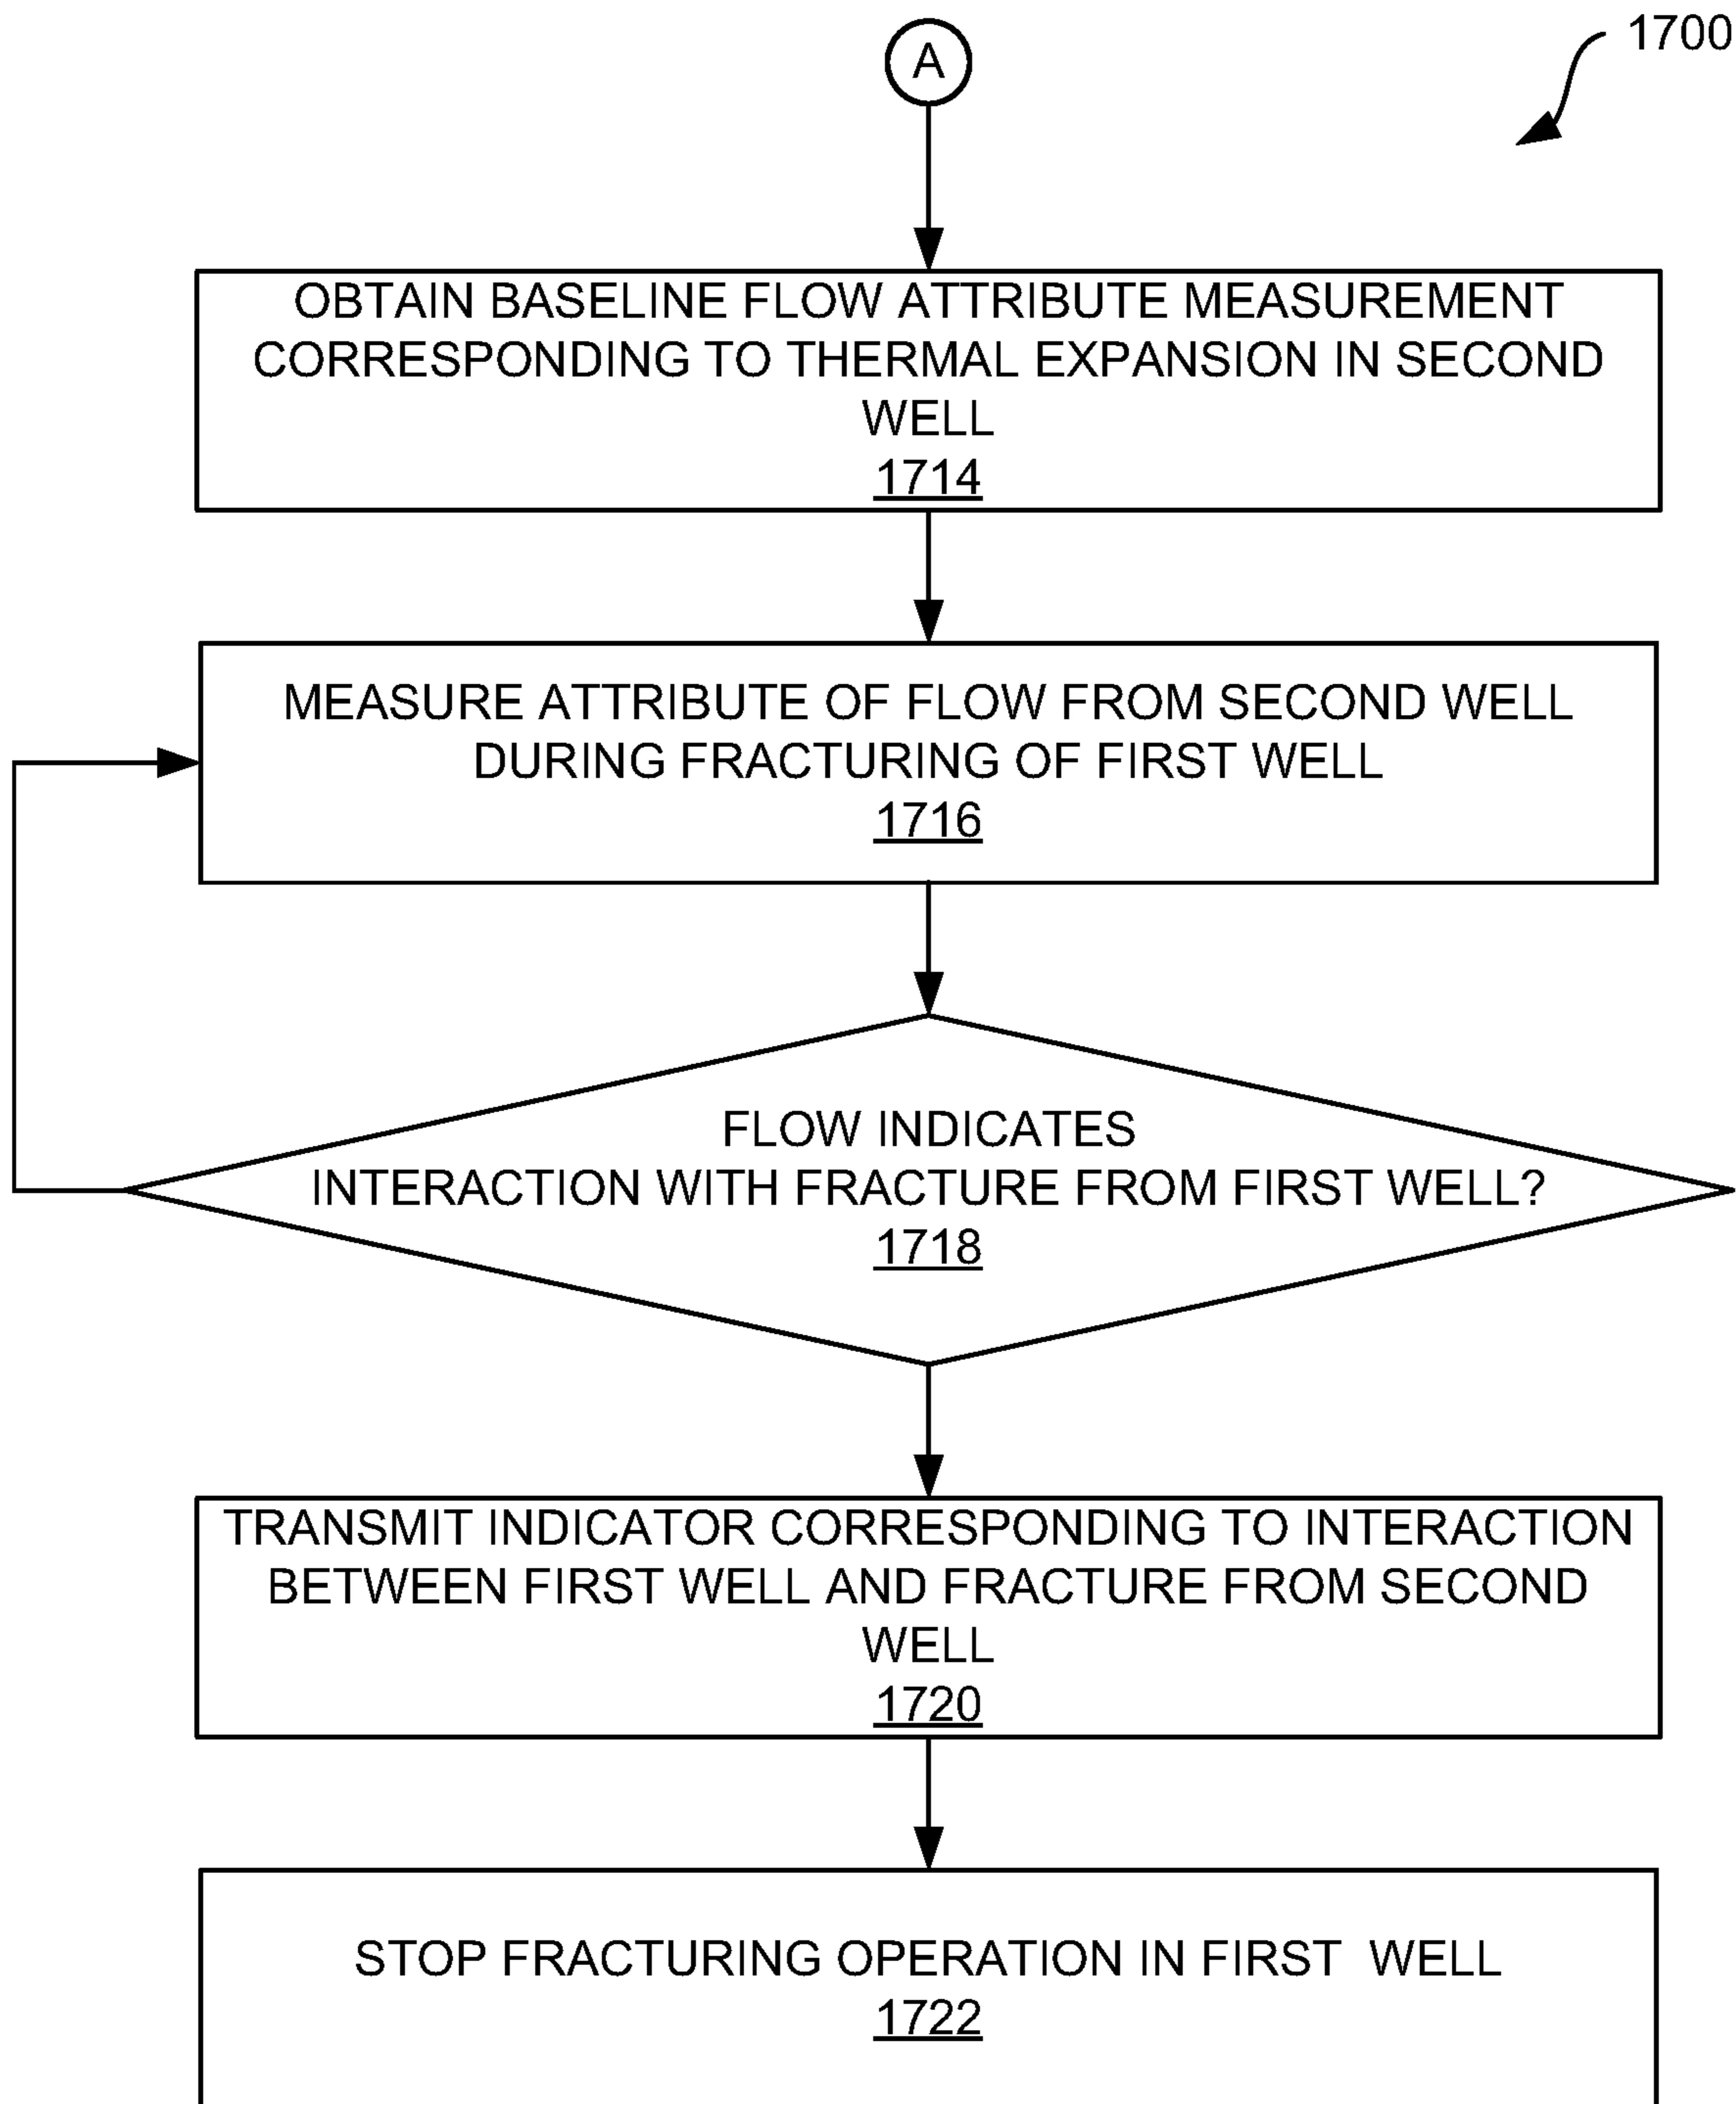 1700
A
OBTAIN BASELINE FLOW ATTRIBUTE MEASUREMENT
CORRESPONDING TO THERMAL EXPANSION IN SECOND
WELL
1714
MEASURE ATTRIBUTE OF FLOW FROM SECOND WELL
DURING FRACTURING OF FIRST WELL
1716
FLOW INDICATES
INTERACTION WITH FRACTURE FROM FIRST WELL?
1718
TRANSMIT INDICATOR CORRESPONDING TO INTERACTION
BETWEEN FIRST WELL AND FRACTURE FROM SECOND
WELL
1720
STOP FRACTURING OPERATION IN FIRST WELL
1722